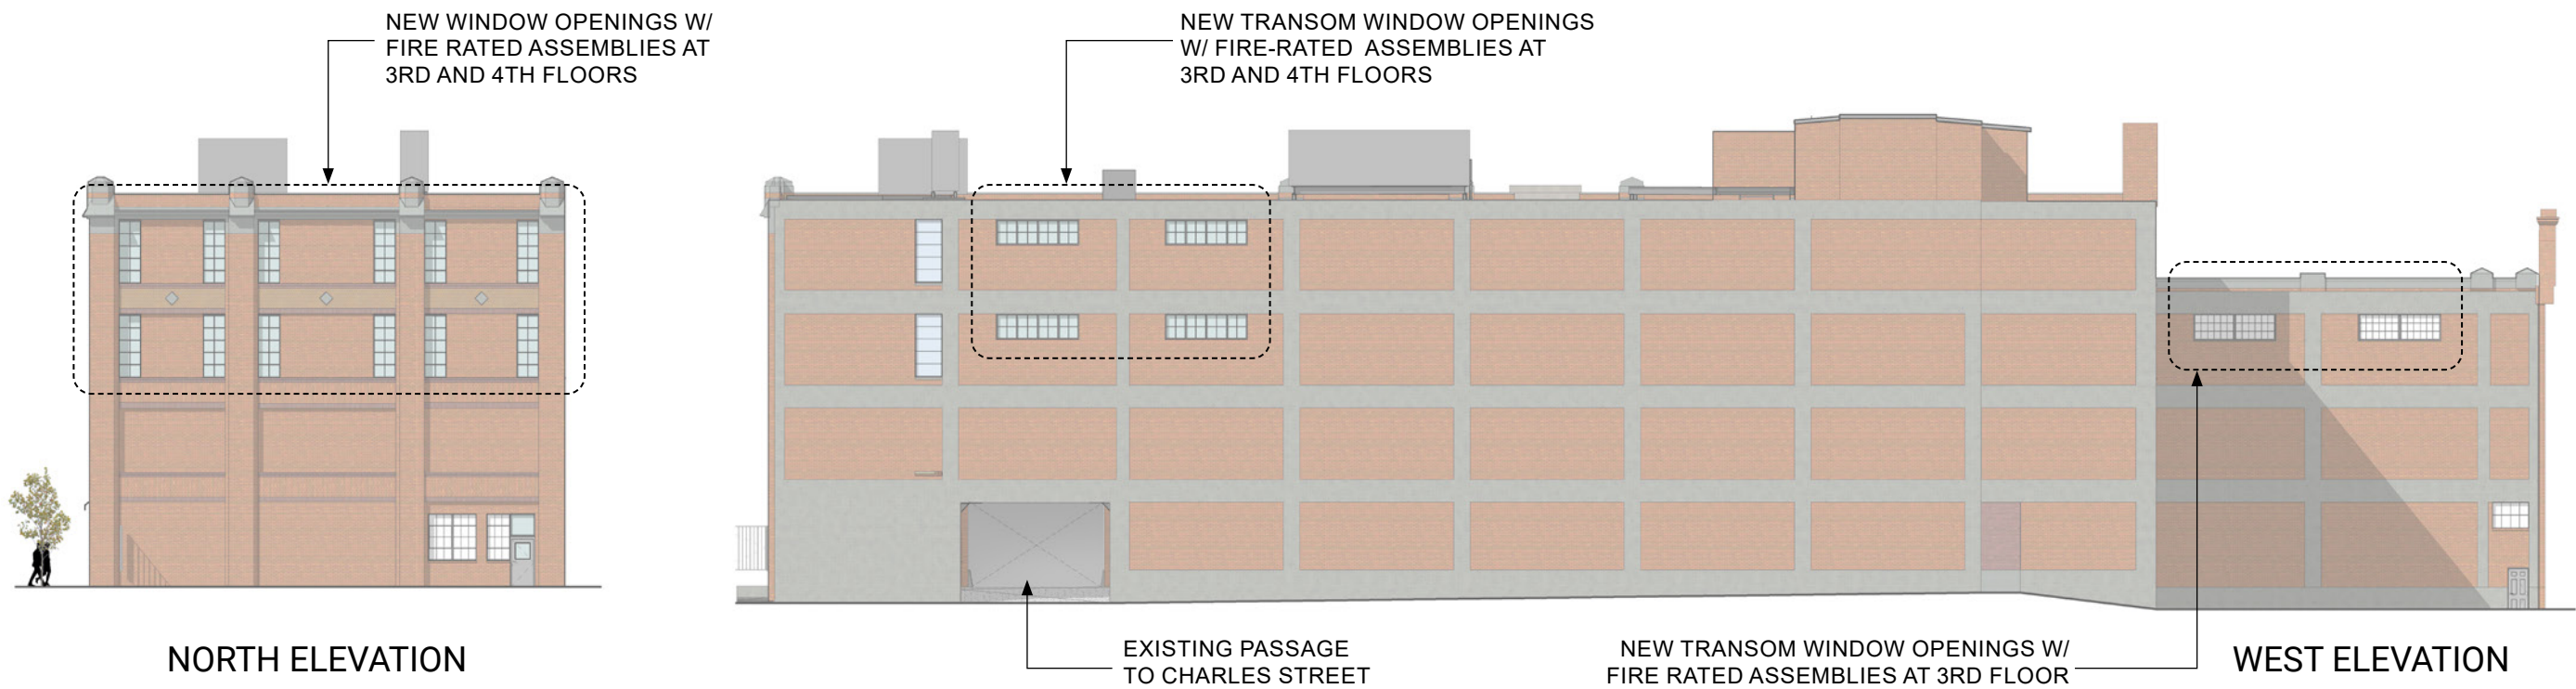 NEW WINDOW OPENINGS W/
FIRE RATED ASSEMBLIES AT
3RD AND 4TH FLOORS
NEW TRANSOM WINDOW OPENINGS
W/ FIRE-RATED  ASSEMBLIES AT
3RD AND 4TH FLOORS
NORTH ELEVATION
EXISTING PASSAGE
TO CHARLES STREET
NEW TRANSOM WINDOW OPENINGS W/
FIRE RATED ASSEMBLIES AT 3RD FLOOR
WEST ELEVATION